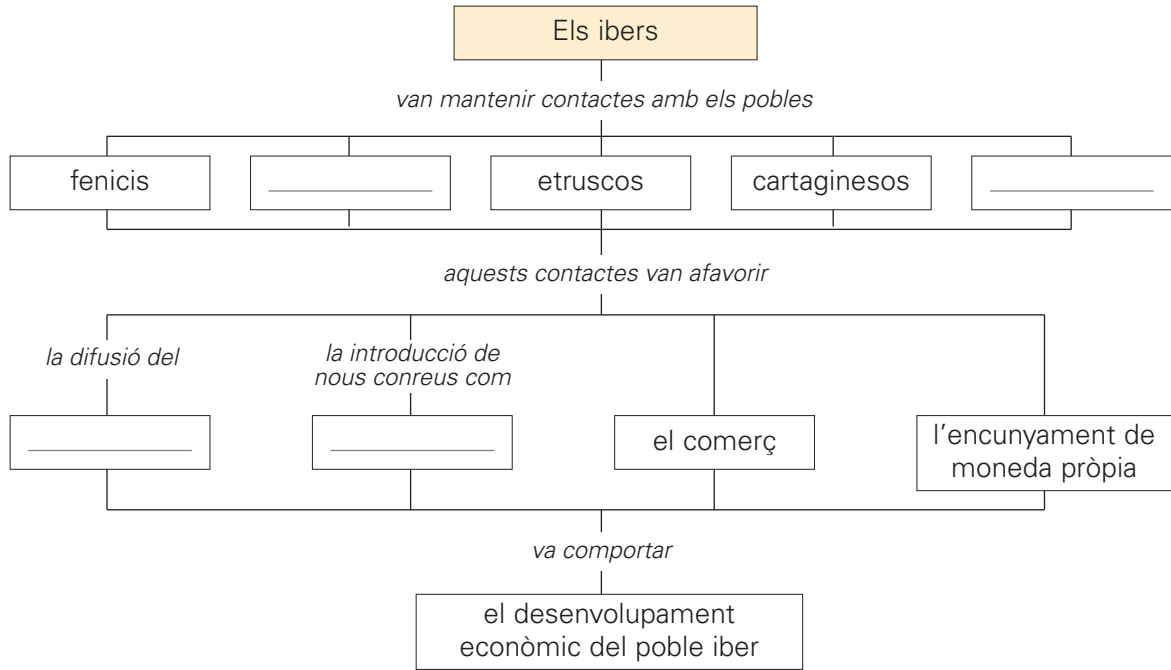 Els ibers
van mantenir contactes amb els pobles
fenicis
etruscos
cartaginesos
aquests contactes van afavorir
la difusió del
la introducció de
nous conreus com
el comerç
l'encunyament de
moneda pròpia
va comportar
el desenvolupament
econòmic del poble iber